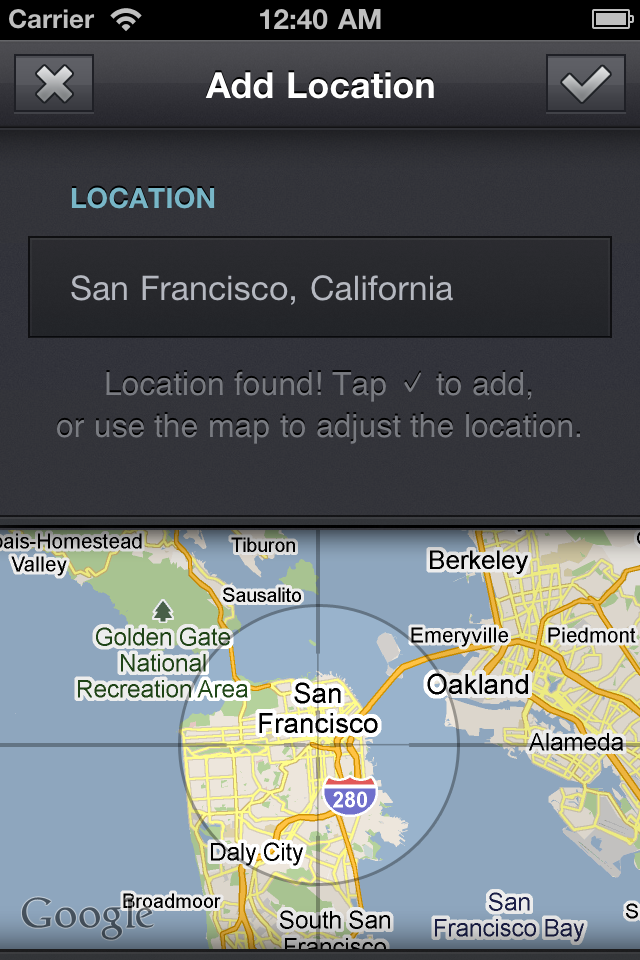 Carrier 12:40 AM
Add Location
LOCATION
San Francisco, California
Location found! Tap ✓ to add,
or use the map to adjust the location.
pais-Homestead
Valley
Tiburon
Berkeley
Sausalito
Golden Gate
National
Recreation Area
Emeryville
Piedmont
San
Francisco
Oakland
Alameda
280
Daly City
Broadmoor
Google
South San
Francisco
San
Francisco Bay
S